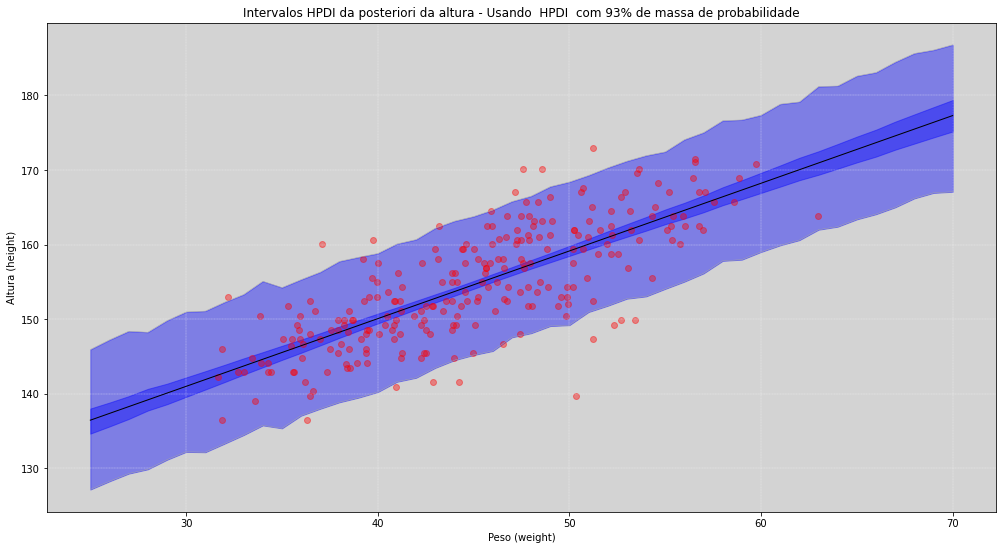 Intervalos HPDI da posteriori da altura - Usando  HPDI  com 93% de massa de probabilidade
Altura (height)
180
170
160
150
140
130
30 40 50 60 70
Peso (weight)